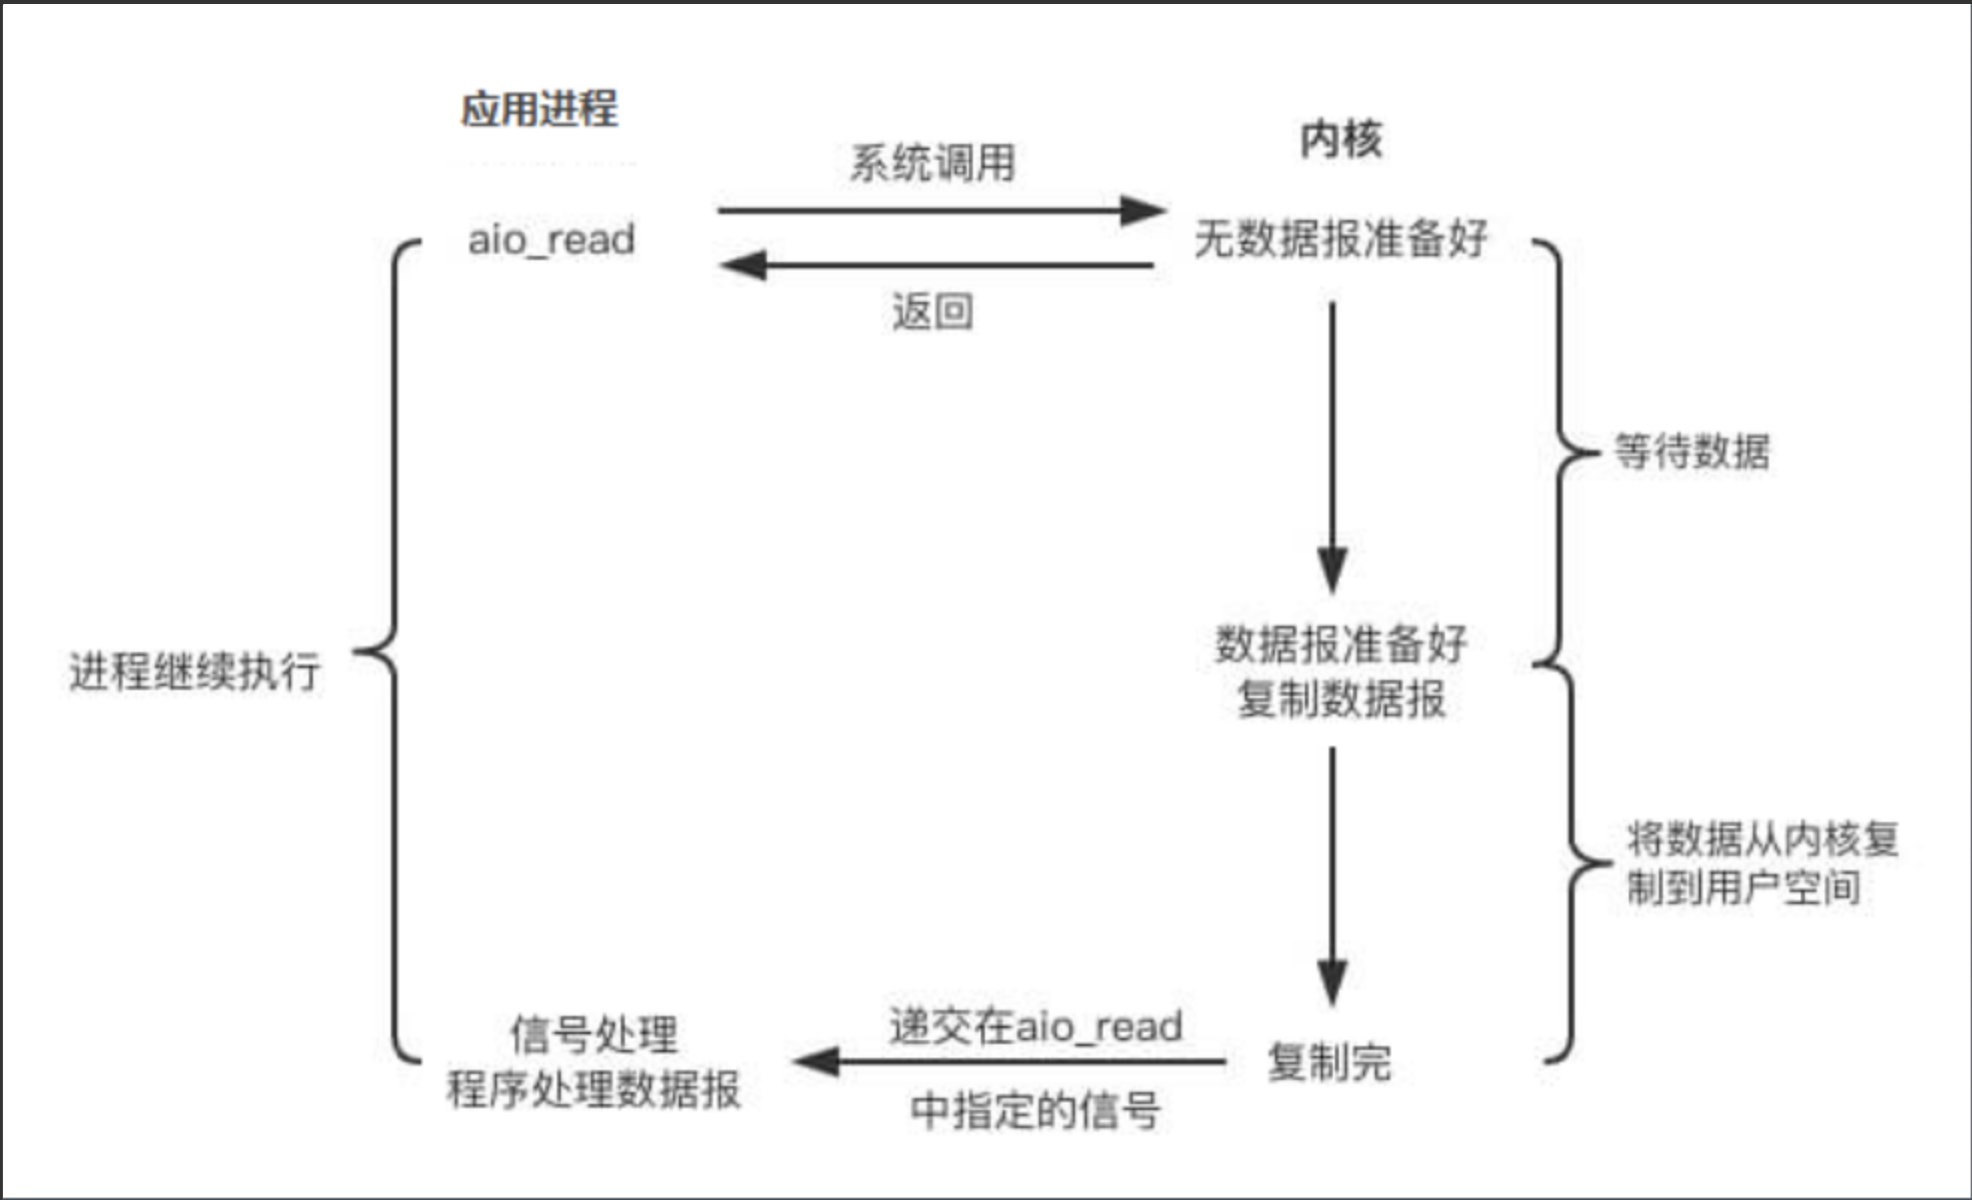 应用进程
内核
系统调用
aio_read
无数据报准备好
返回
等待数据
进程继续执行
数据报准备好
复制数据报
将数据从内核复
制到用户空间
信号处理
程序处理数据报
递交在aio_read
中指定的信号
复制完